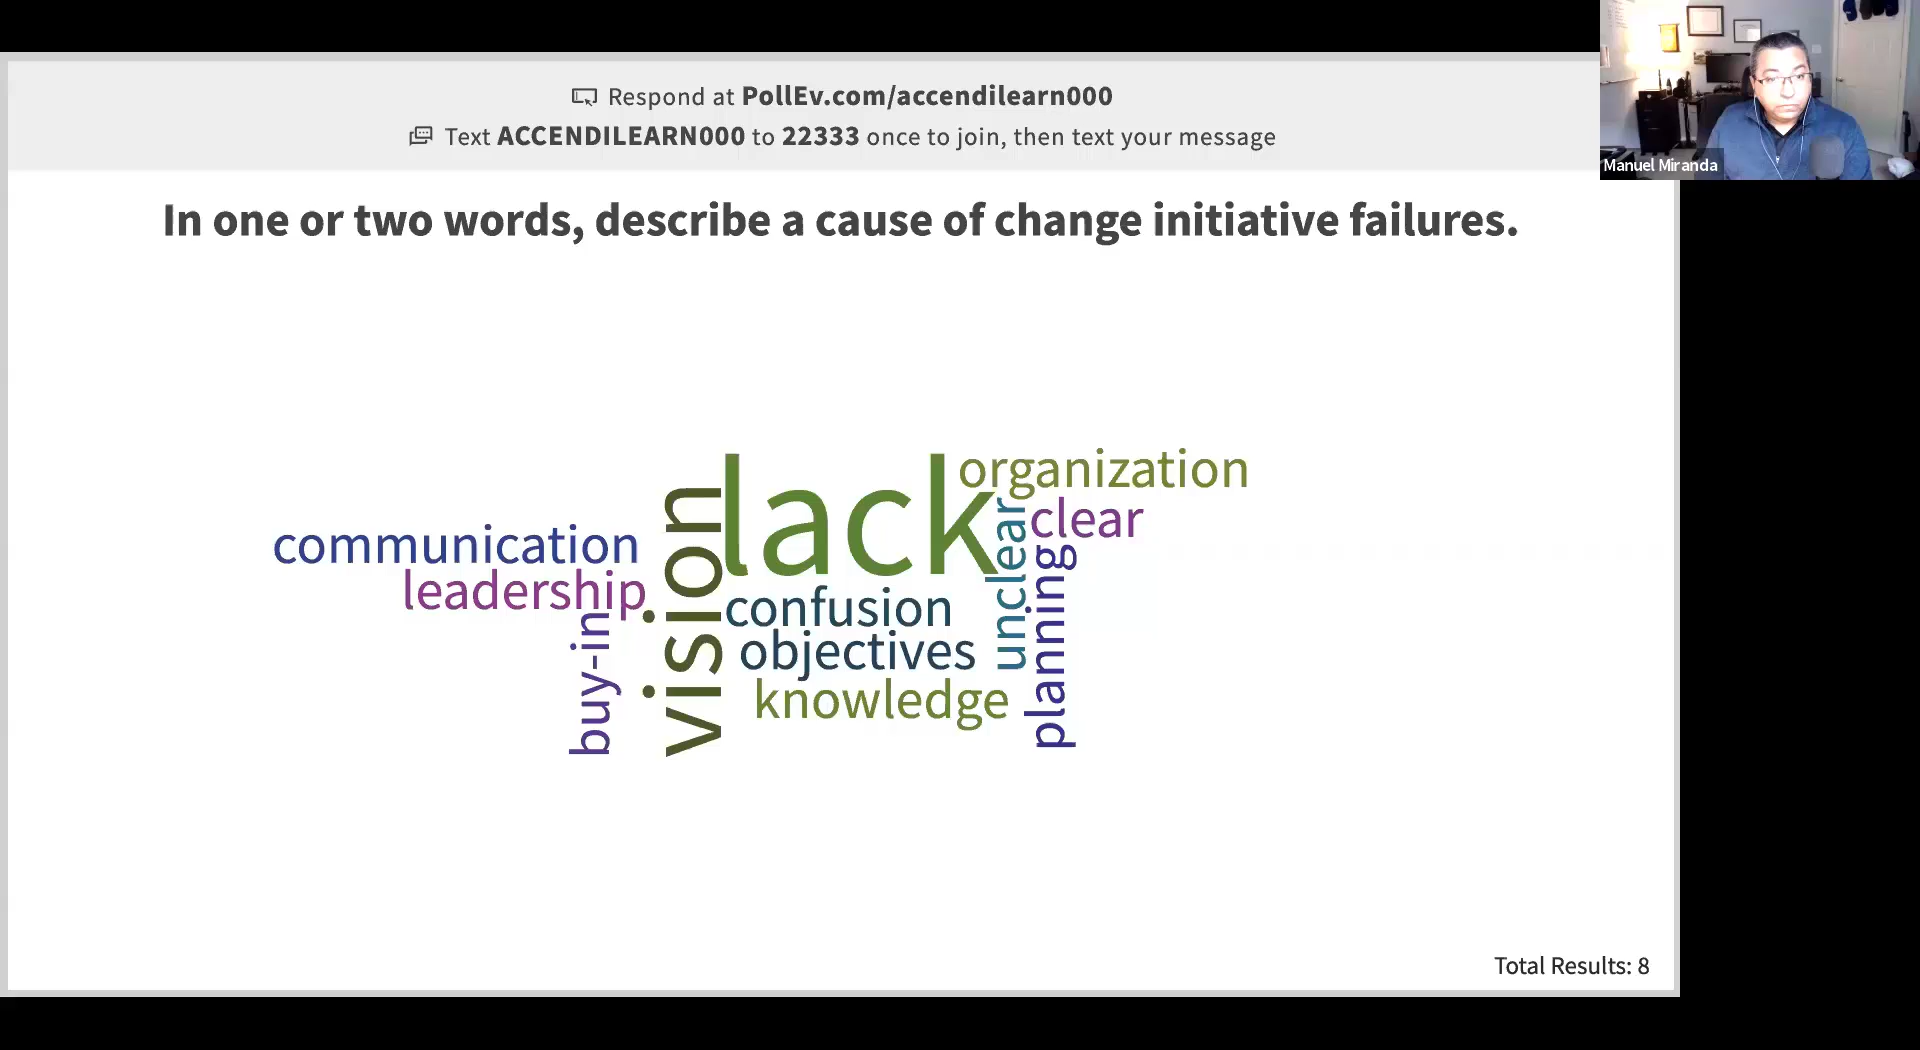 Respond at PollEv.com/accendilearn000
Text ACCENDILEARN000 to 22333 once to join, then text your message
Manuel Miranda
In one or two words, describe a cause of change initiative failures.
communication
leadership
buy-in
vision
lack
confusion
objectives
knowledge
organization
clear
unclear
planning
Total Results: 8